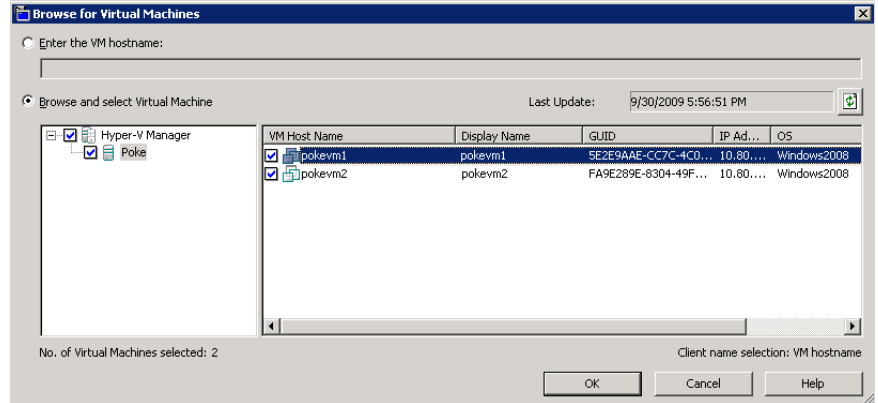 Browse for Virtual Machines
Enter the VM hostname:
Browse and select Virtual Machine
Last Update: 9/30/2009 5:56:51 PM
Hyper-V Manager
Poke
VM Host Name Display Name GUID IP Ad... OS
pokevm1 pokevm1 5E2E9AAE-CC7C-4C0... 10.80.... Windows2008
pokevm2 pokevm2 FA9E289E-8304-49F... 10.80.... Windows2008
No. of Virtual Machines selected: 2
Client name selection: VM hostname
OK Cancel Help